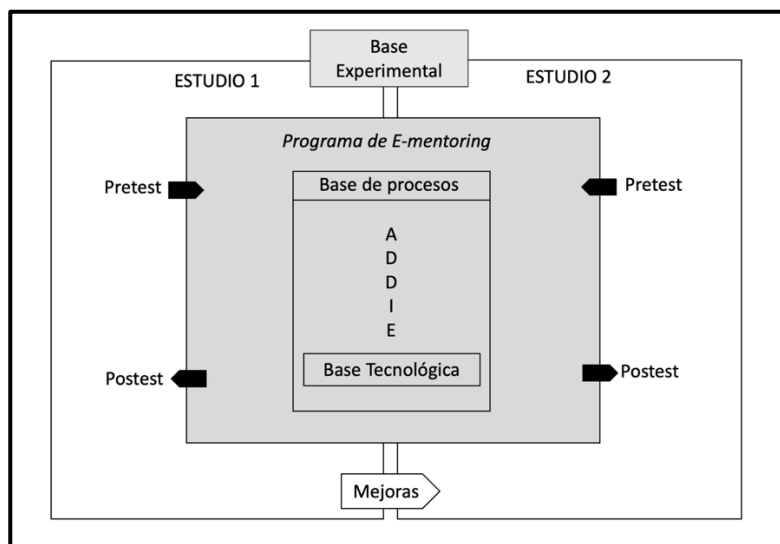 Base
Experimental
ESTUDIO 1
ESTUDIO 2
Programa de E-mentoring
Pretest
Base de procesos
Pretest
A
D
D
I
E
Postest
Base Tecnológica
Postest
Mejoras